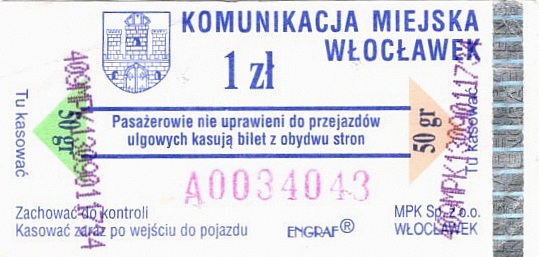 KOMUNIKACJA MIEJSKA
WŁOCŁAWEK
1 zł
Tu kasować
50 gr
Pasażerowie nie uprawieni do przejazdów
ulgowych kasują bilet z obydwu stron
50 gr
Tu kasować
A0034043
Zachować do kontroli
Kasować zaraz po wejściu do pojazdu
ENGRAF®
MPK Sp. z o.o.
WŁOCŁAWEK